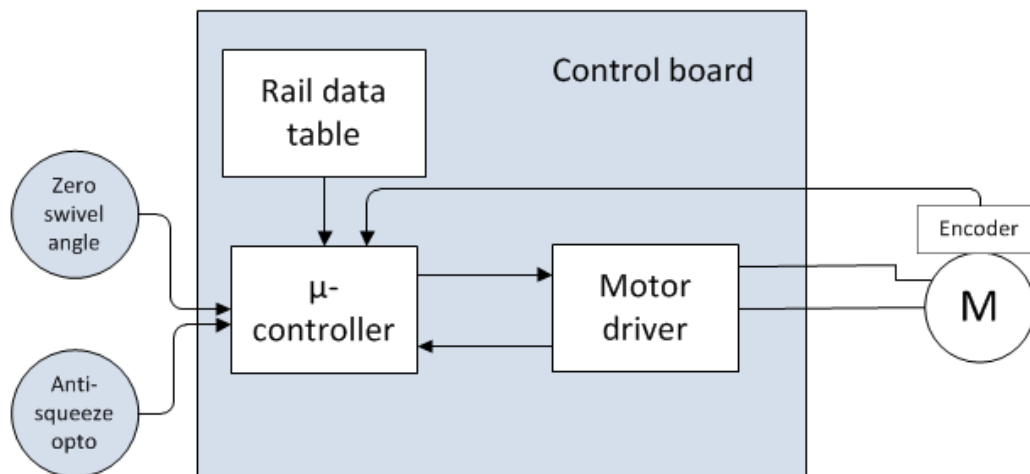 Control board
Rail data
table
Zero
swivel
angle
Encoder
μ-
controller
Motor
driver
M
Anti-
squeeze
opto